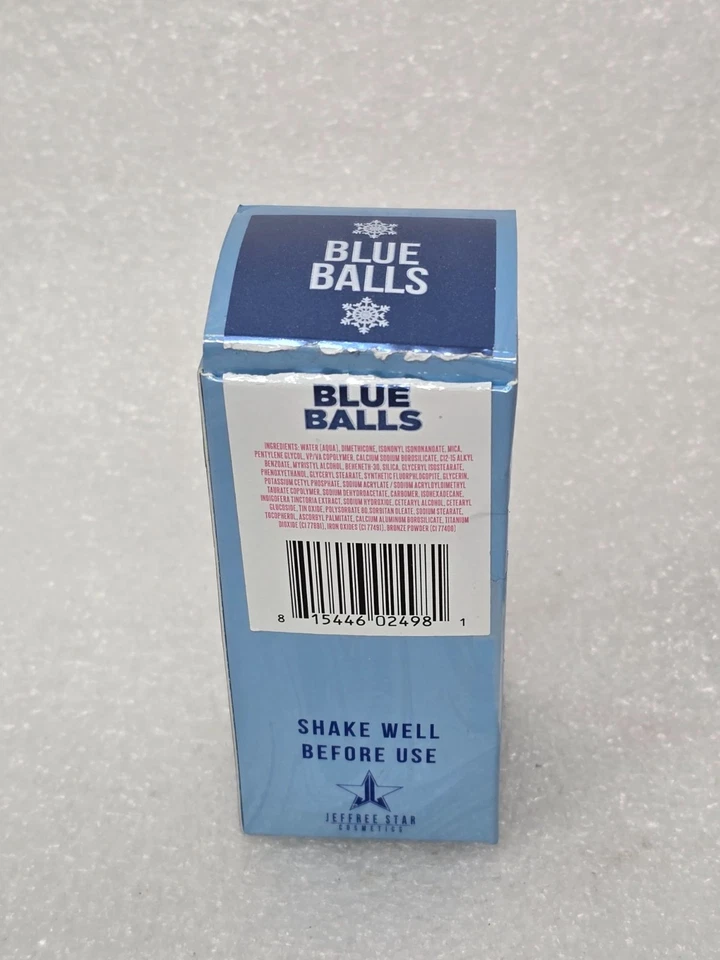 BLUE
BALLS
BLUE
BALLS
INGREDIENTS: WATER (AQUA), DIMETHICONE, ISONONYL ISONONANOATE, MICA,
PENTYLENE GLYCOL, VP/VA COPOLYMER, CALCIUM SODIUM BOROSILICATE, C12-15 ALKYL
BENZOATE, MYRISTYL ALCOHOL, BEHENETH-30, SILICA, GLYCERYL ISOSTEARATE,
PHENOXYETHANOL, GLYCERYL STEARATE, SYNTHETIC FLUORPHLOGOPITE, GLYCERIN,
POTASSIUM CETYL PHOSPHATE, SODIUM ACRYLATE / SODIUM ACRYLOYLDIMETHYL
TAURATE COPOLYMER, SODIUM DEHYDROACETATE, CARBOMER, ISOHEXADECANE,
INDIGOFERA TINCTORIA EXTRACT, SODIUM HYDROXIDE, CETEARYL ALCOHOL, CETEARYL
GLUCOSIDE, TIN OXIDE, POLYSORBATE 80, SORBITAN OLEATE, SODIUM STEARATE,
TOCOPHEROL, ASCORBYL PALMITATE, CALCIUM ALUMINUM BOROSILICATE, TITANIUM
DIOXIDE (CI 77891), IRON OXIDES (CI 77491), BRONZE POWDER (CI 77400)
8 15446 02498 1
SHAKE WELL
BEFORE USE
JEFFREE STAR
COSMETICS